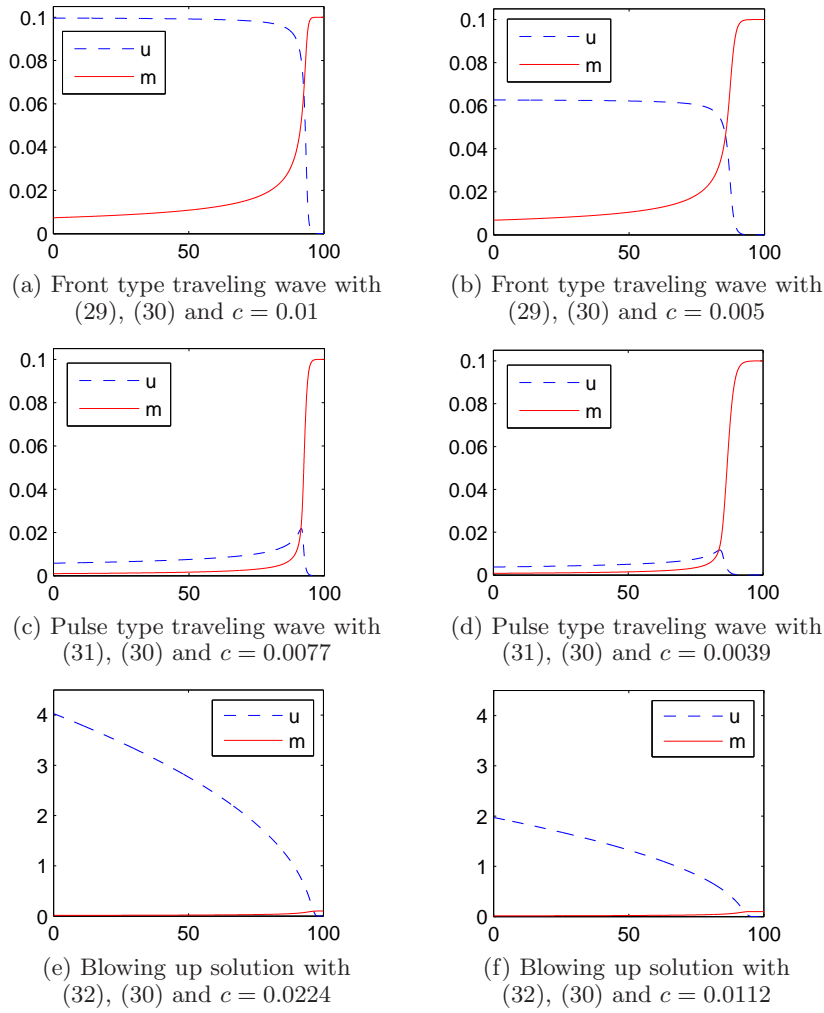 0.1
0.08
0.06
0.04
0.02
0
0
50
100
u
m
(a) Front type traveling wave with
(29), (30) and c = 0.01
0.1
0.08
0.06
0.04
0.02
0
0
50
100
u
m
(b) Front type traveling wave with
(29), (30) and c = 0.005
0.1
0.08
0.06
0.04
0.02
0
0
50
100
u
m
(c) Pulse type traveling wave with
(31), (30) and c = 0.0077
0.1
0.08
0.06
0.04
0.02
0
0
50
100
u
m
(d) Pulse type traveling wave with
(31), (30) and c = 0.0039
4
3
2
1
0
0
50
100
u
m
(e) Blowing up solution with
(32), (30) and c = 0.0224
4
3
2
1
0
0
50
100
u
m
(f) Blowing up solution with
(32), (30) and c = 0.0112